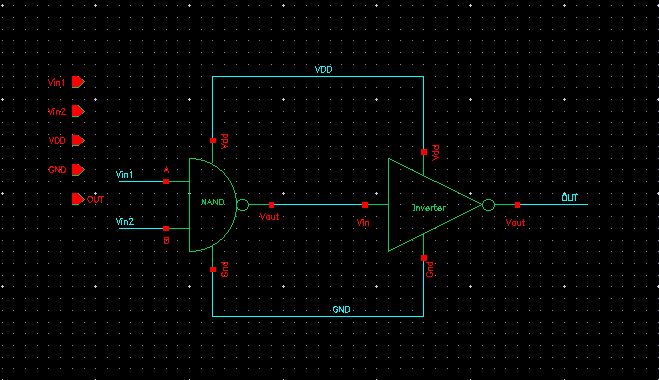 VDD
Vin1
Vin2
VDD
GND
OUT
Vdd
Vdd
Vin1
A
NAND
Vout
Vin
Inverter
Vout
OUT
Vin2
B
Gnd
Gnd
GND